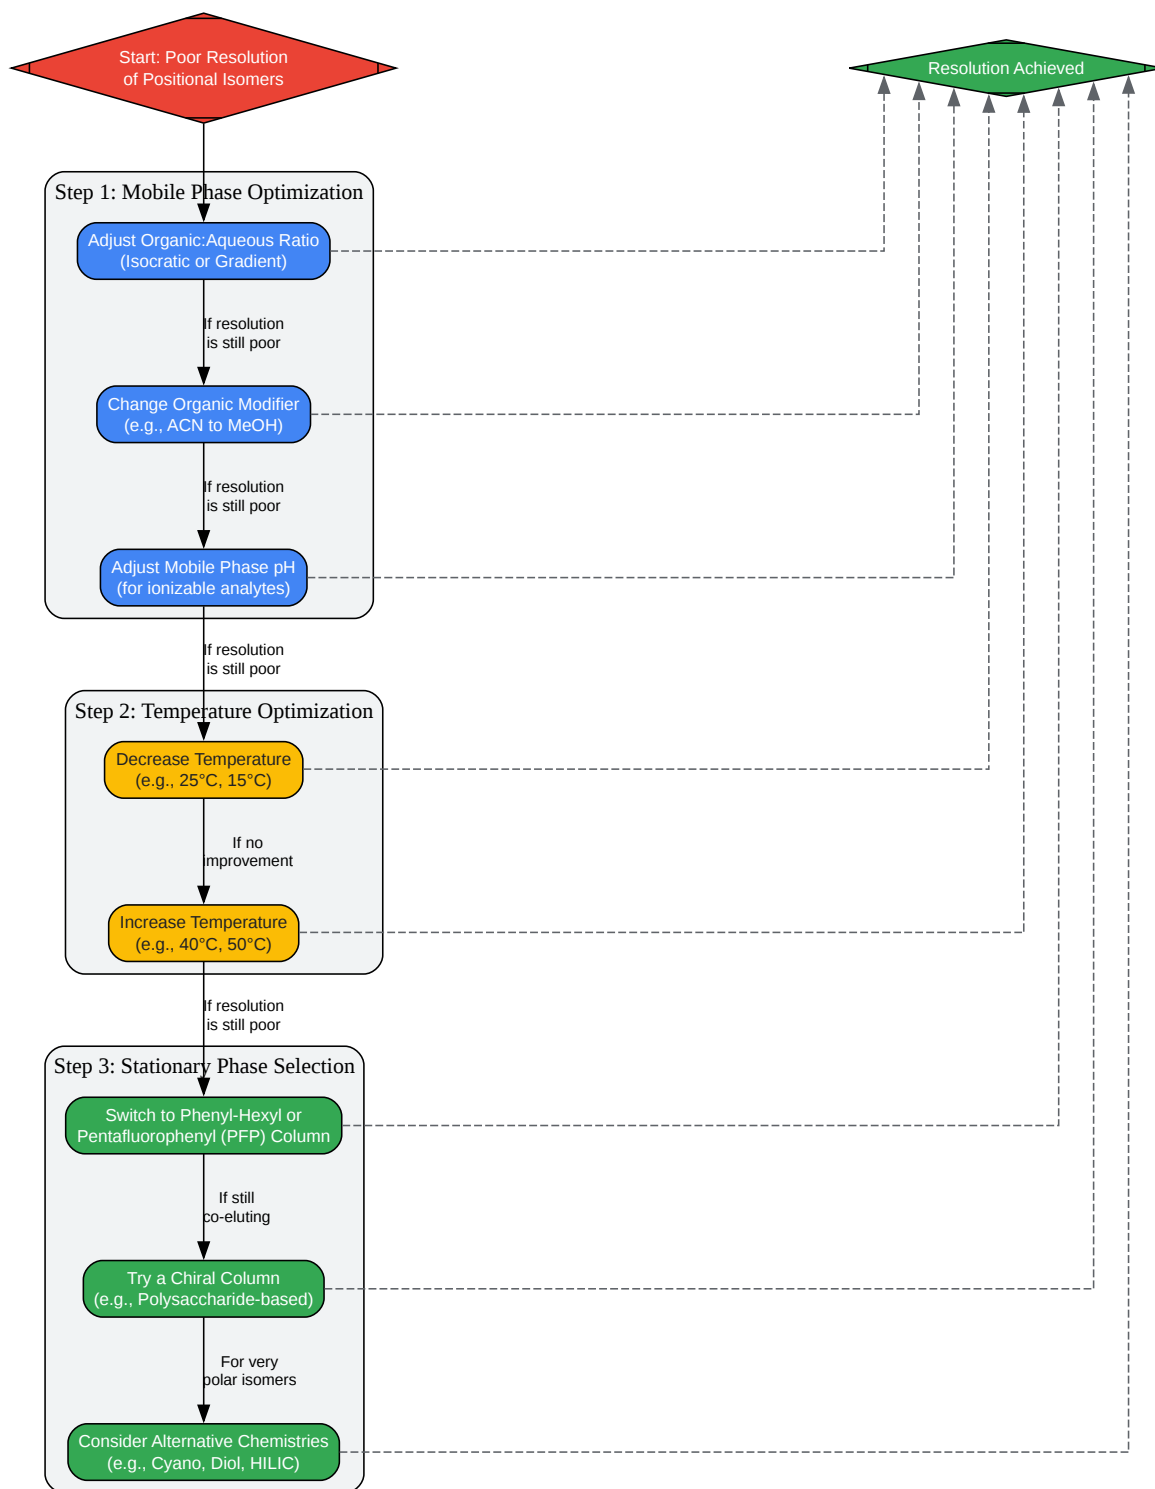 Start: Poor Resolution
of Positional Isomers
Resolution Achieved
Step 1: Mobile Phase Optimization
Adjust Organic:Aqueous Ratio
(Isocratic or Gradient)
If resolution
is still poor
Change Organic Modifier
(e.g., ACN to MeOH)
If resolution
is still poor
Adjust Mobile Phase pH
(for ionizable analytes)
If resolution
is still poor
Step 2: Temperature Optimization
Decrease Temperature
(e.g., 25°C, 15°C)
If no
improvement
Increase Temperature
(e.g., 40°C, 50°C)
If resolution
is still poor
Step 3: Stationary Phase Selection
Switch to Phenyl-Hexyl or
Pentafluorophenyl (PFP) Column
If still
co-eluting
Try a Chiral Column
(e.g., Polysaccharide-based)
For very
polar isomers
Consider Alternative Chemistries
(e.g., Cyano, Diol, HILIC)